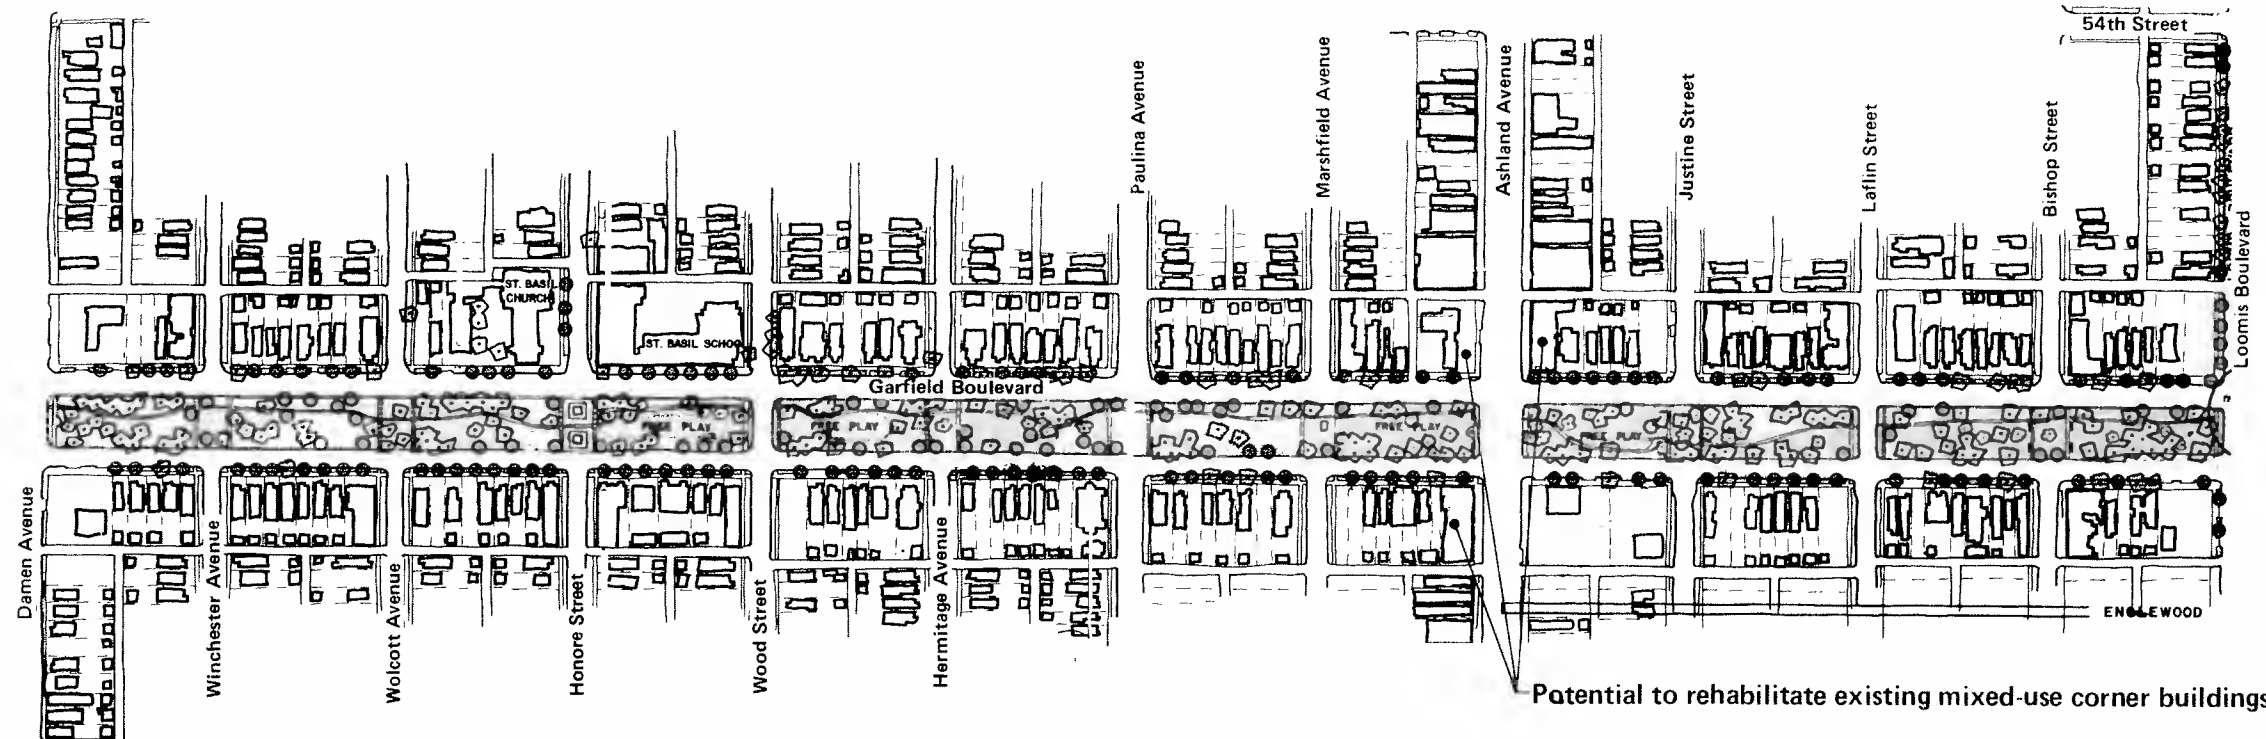 54th Street
Paulina Avenue
Marshfield Avenue
Ashland Avenue
Justine Street
Laflin Street
Bishop Street
Loomis Boulevard
ST. BASIL
CHURCH
ST. BASIL SCHOOL
Garfield Boulevard
FREE PLAY
FREE PLAY
FREE PLAY
FREE PLAY
Damen Avenue
Winchester Avenue
Wolcott Avenue
Honore Street
Wood Street
Hermitage Avenue
ENGLEWOOD
Potential to rehabilitate existing mixed-use corner buildings